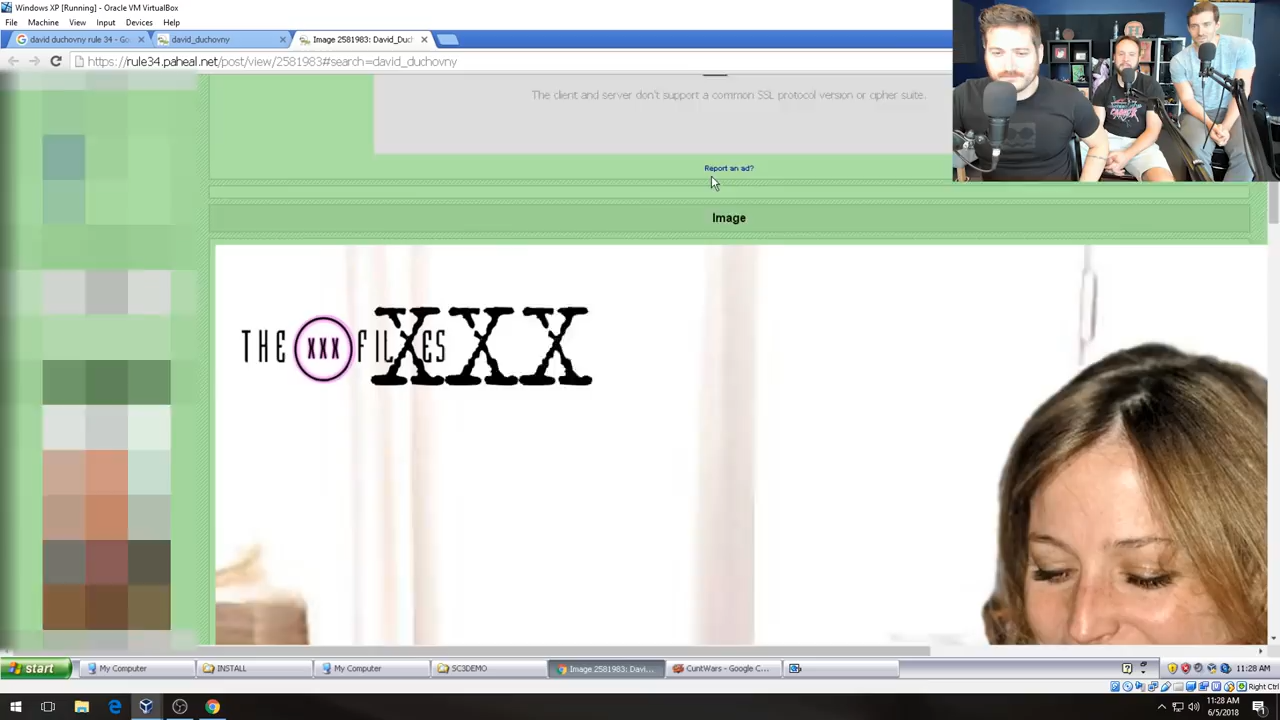 Windows XP [Running] - Oracle VM VirtualBox
File Machine View Input Devices Help
david duchovny rule 34 - Go
david_duchovny
Image 2581983: David_Duc
https://rule34.paheal.net/post/view/2581983#search=david_duchovny
The client and server don't support a common SSL protocol version or cipher suite.
Report an ad?
Image
THE XXX FILES
XXX
start
My Computer
INSTALL
My Computer
SC3DEMO
Image 2581983: Davi...
CuntWars - Google C...
11:28 AM
Right Ctrl
11:28 AM
6/5/2018